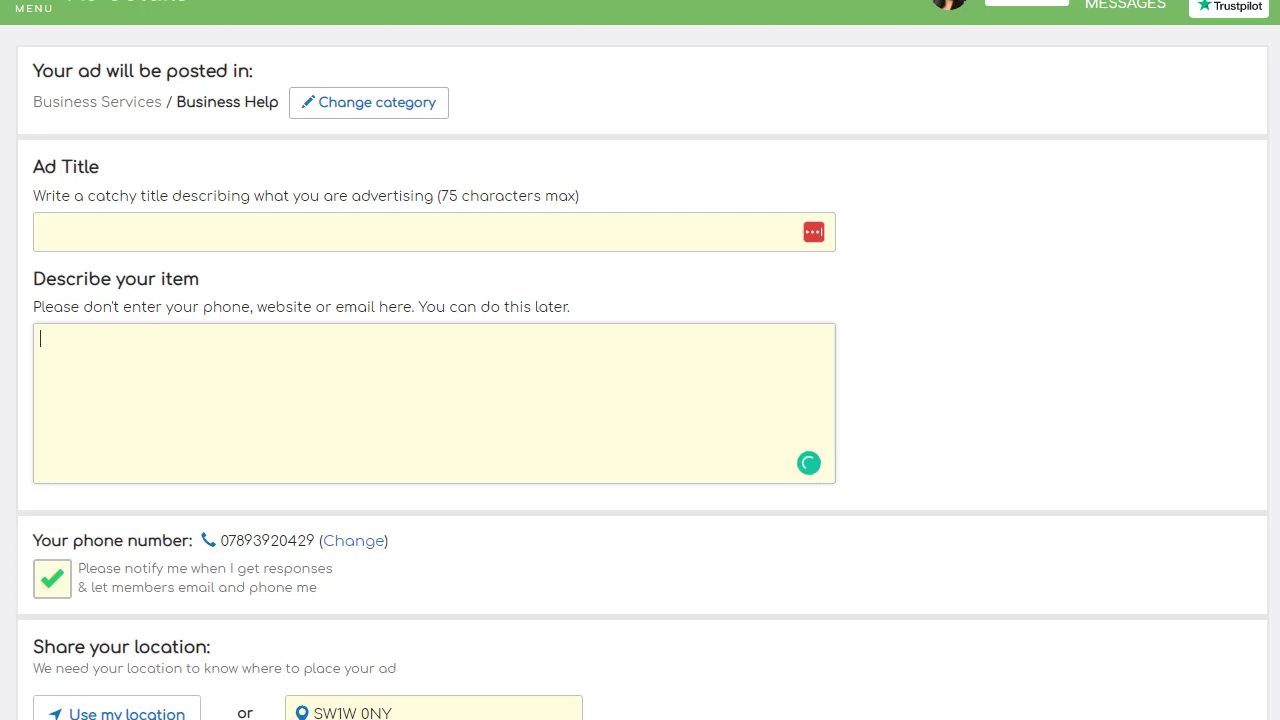 MENU
MESSAGES
Trustpilot
Your ad will be posted in:
Business Services / Business Help
Change category
Ad Title
Write a catchy title describing what you are advertising (75 characters max)
Describe your item
Please don't enter your phone, website or email here. You can do this later.
Your phone number: 07893920429 (Change)
Please notify me when I get responses
& let members email and phone me
Share your location:
We need your location to know where to place your ad
Use my location
or
SW1W 0NY